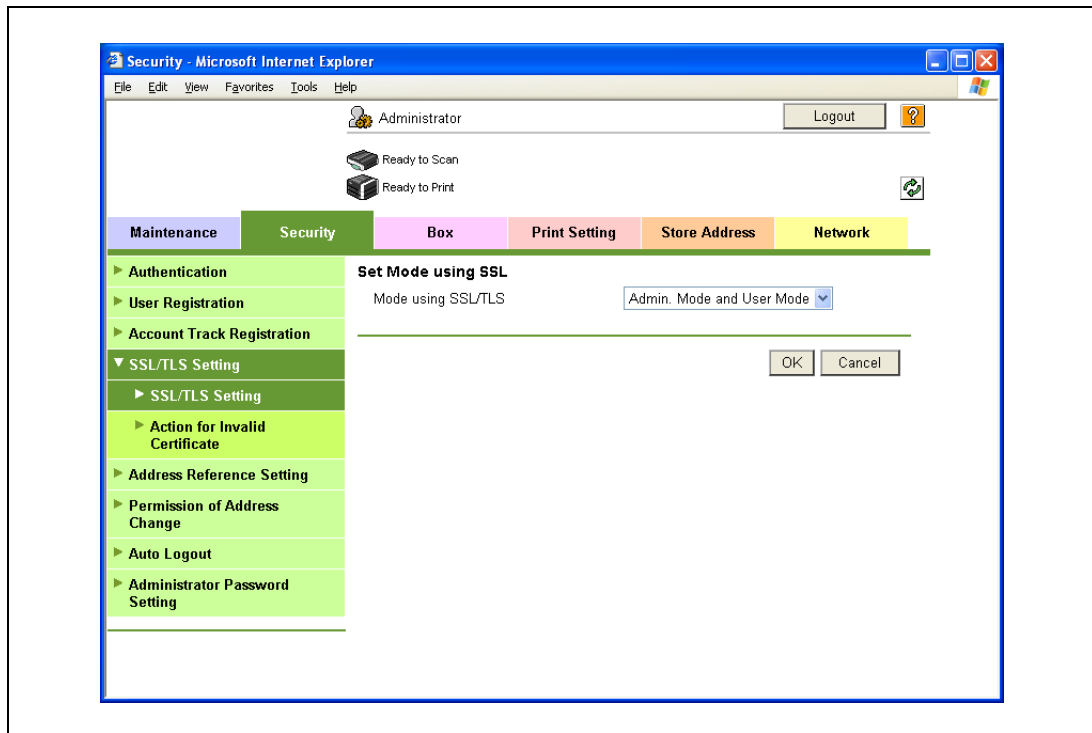 Security - Microsoft Internet Explorer
File Edit View Favorites Tools Help
Administrator
Logout
?
Ready to Scan
Ready to Print
Maintenance Security Box Print Setting Store Address Network
Authentication
User Registration
Account Track Registration
SSL/TLS Setting
SSL/TLS Setting
Action for Invalid
Certificate
Address Reference Setting
Permission of Address
Change
Auto Logout
Administrator Password
Setting
Set Mode using SSL
Mode using SSL/TLS Admin. Mode and User Mode
OK Cancel